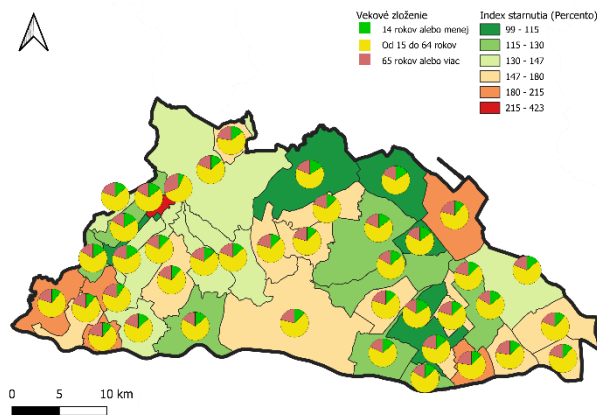 Vekové zloženie
14 rokov alebo menej
Od 15 do 64 rokov
65 rokov alebo viac
Index starnutia (Percento)
99 - 115
115 - 130
130 - 147
147 - 180
180 - 215
215 - 423
0 5 10 km